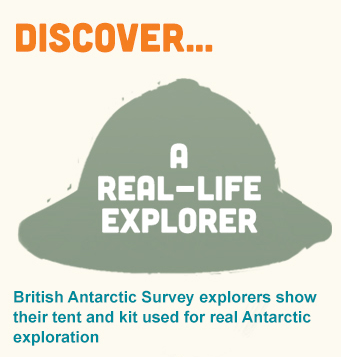 DISCOVER...
A
REAL-LIFE
EXPLORER
British Antarctic Survey explorers show
their tent and kit used for real Antarctic
exploration